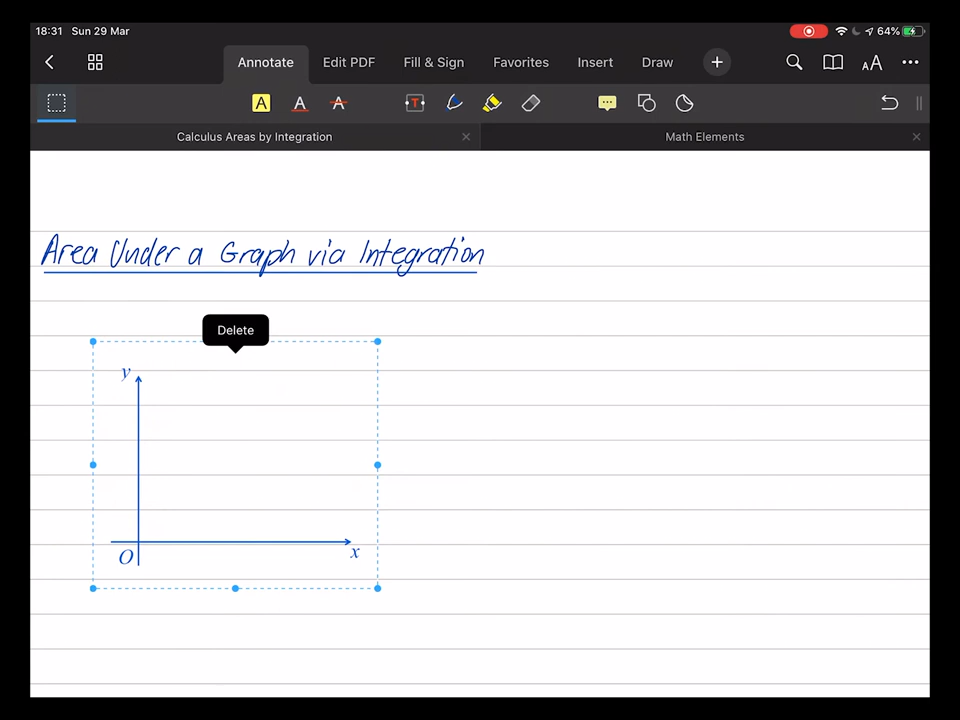 18:31 Sun 29 Mar 64%
Annotate Edit PDF Fill & Sign Favorites Insert Draw
A A A T
Calculus Areas by Integration Math Elements
Area Under a Graph via Integration
Delete
y
O x